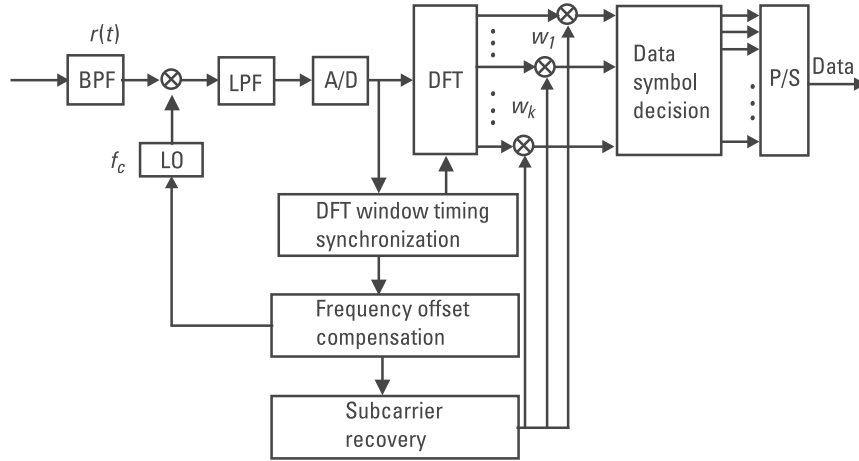 r(t)
BPF
LPF
A/D
DFT
w1
wk
Data
symbol
decision
P/S
Data
fc
LO
DFT window timing
synchronization
Frequency offset
compensation
Subcarrier
recovery